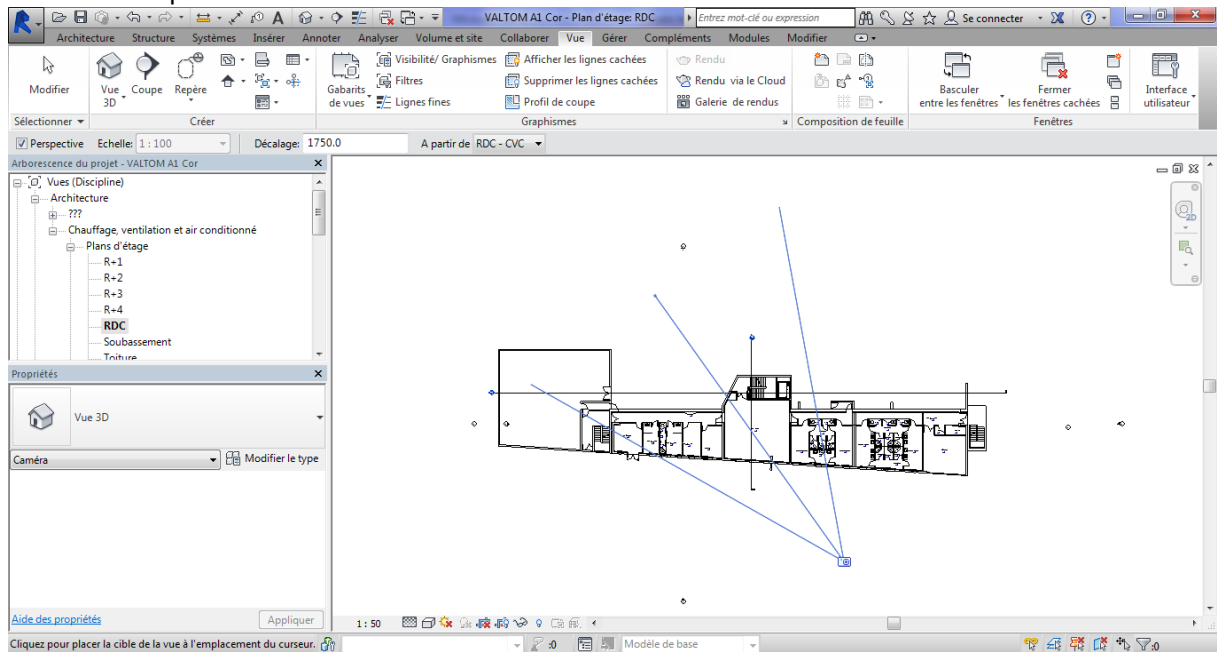 VALTOM A1 Cor - Plan d'étage: RDC
Entrez mot-clé ou expression
Se connecter
Architecture Structure Systèmes Insérer Annoter Analyser Volume et site Collaborer Vue Gérer Compléments Modules Modifier
Visibilité/ Graphismes Afficher les lignes cachées Rendu
Filtres Supprimer les lignes cachées Rendu via le Cloud
Modifier Vue 3D Coupe Repère Gabarits de vues Lignes fines Profil de coupe Galerie de rendus Basculer entre les fenêtres Fermer les fenêtres cachées Interface utilisateur
Sélectionner Créer Graphismes Composition de feuille Fenêtres
Perspective Echelle: 1 : 100 Décalage: 1750.0 A partir de RDC - CVC
Arborescence du projet - VALTOM A1 Cor
Vues (Discipline)
Architecture
???
Chauffage, ventilation et air conditionné
Plans d'étage
R+1
R+2
R+3
R+4
RDC
Soubassement
Toiture
Propriétés
Vue 3D
Caméra Modifier le type
2D
Aide des propriétés Appliquer
1 : 50
Cliquez pour placer la cible de la vue à l'emplacement du curseur. :0 Modèle de base :0